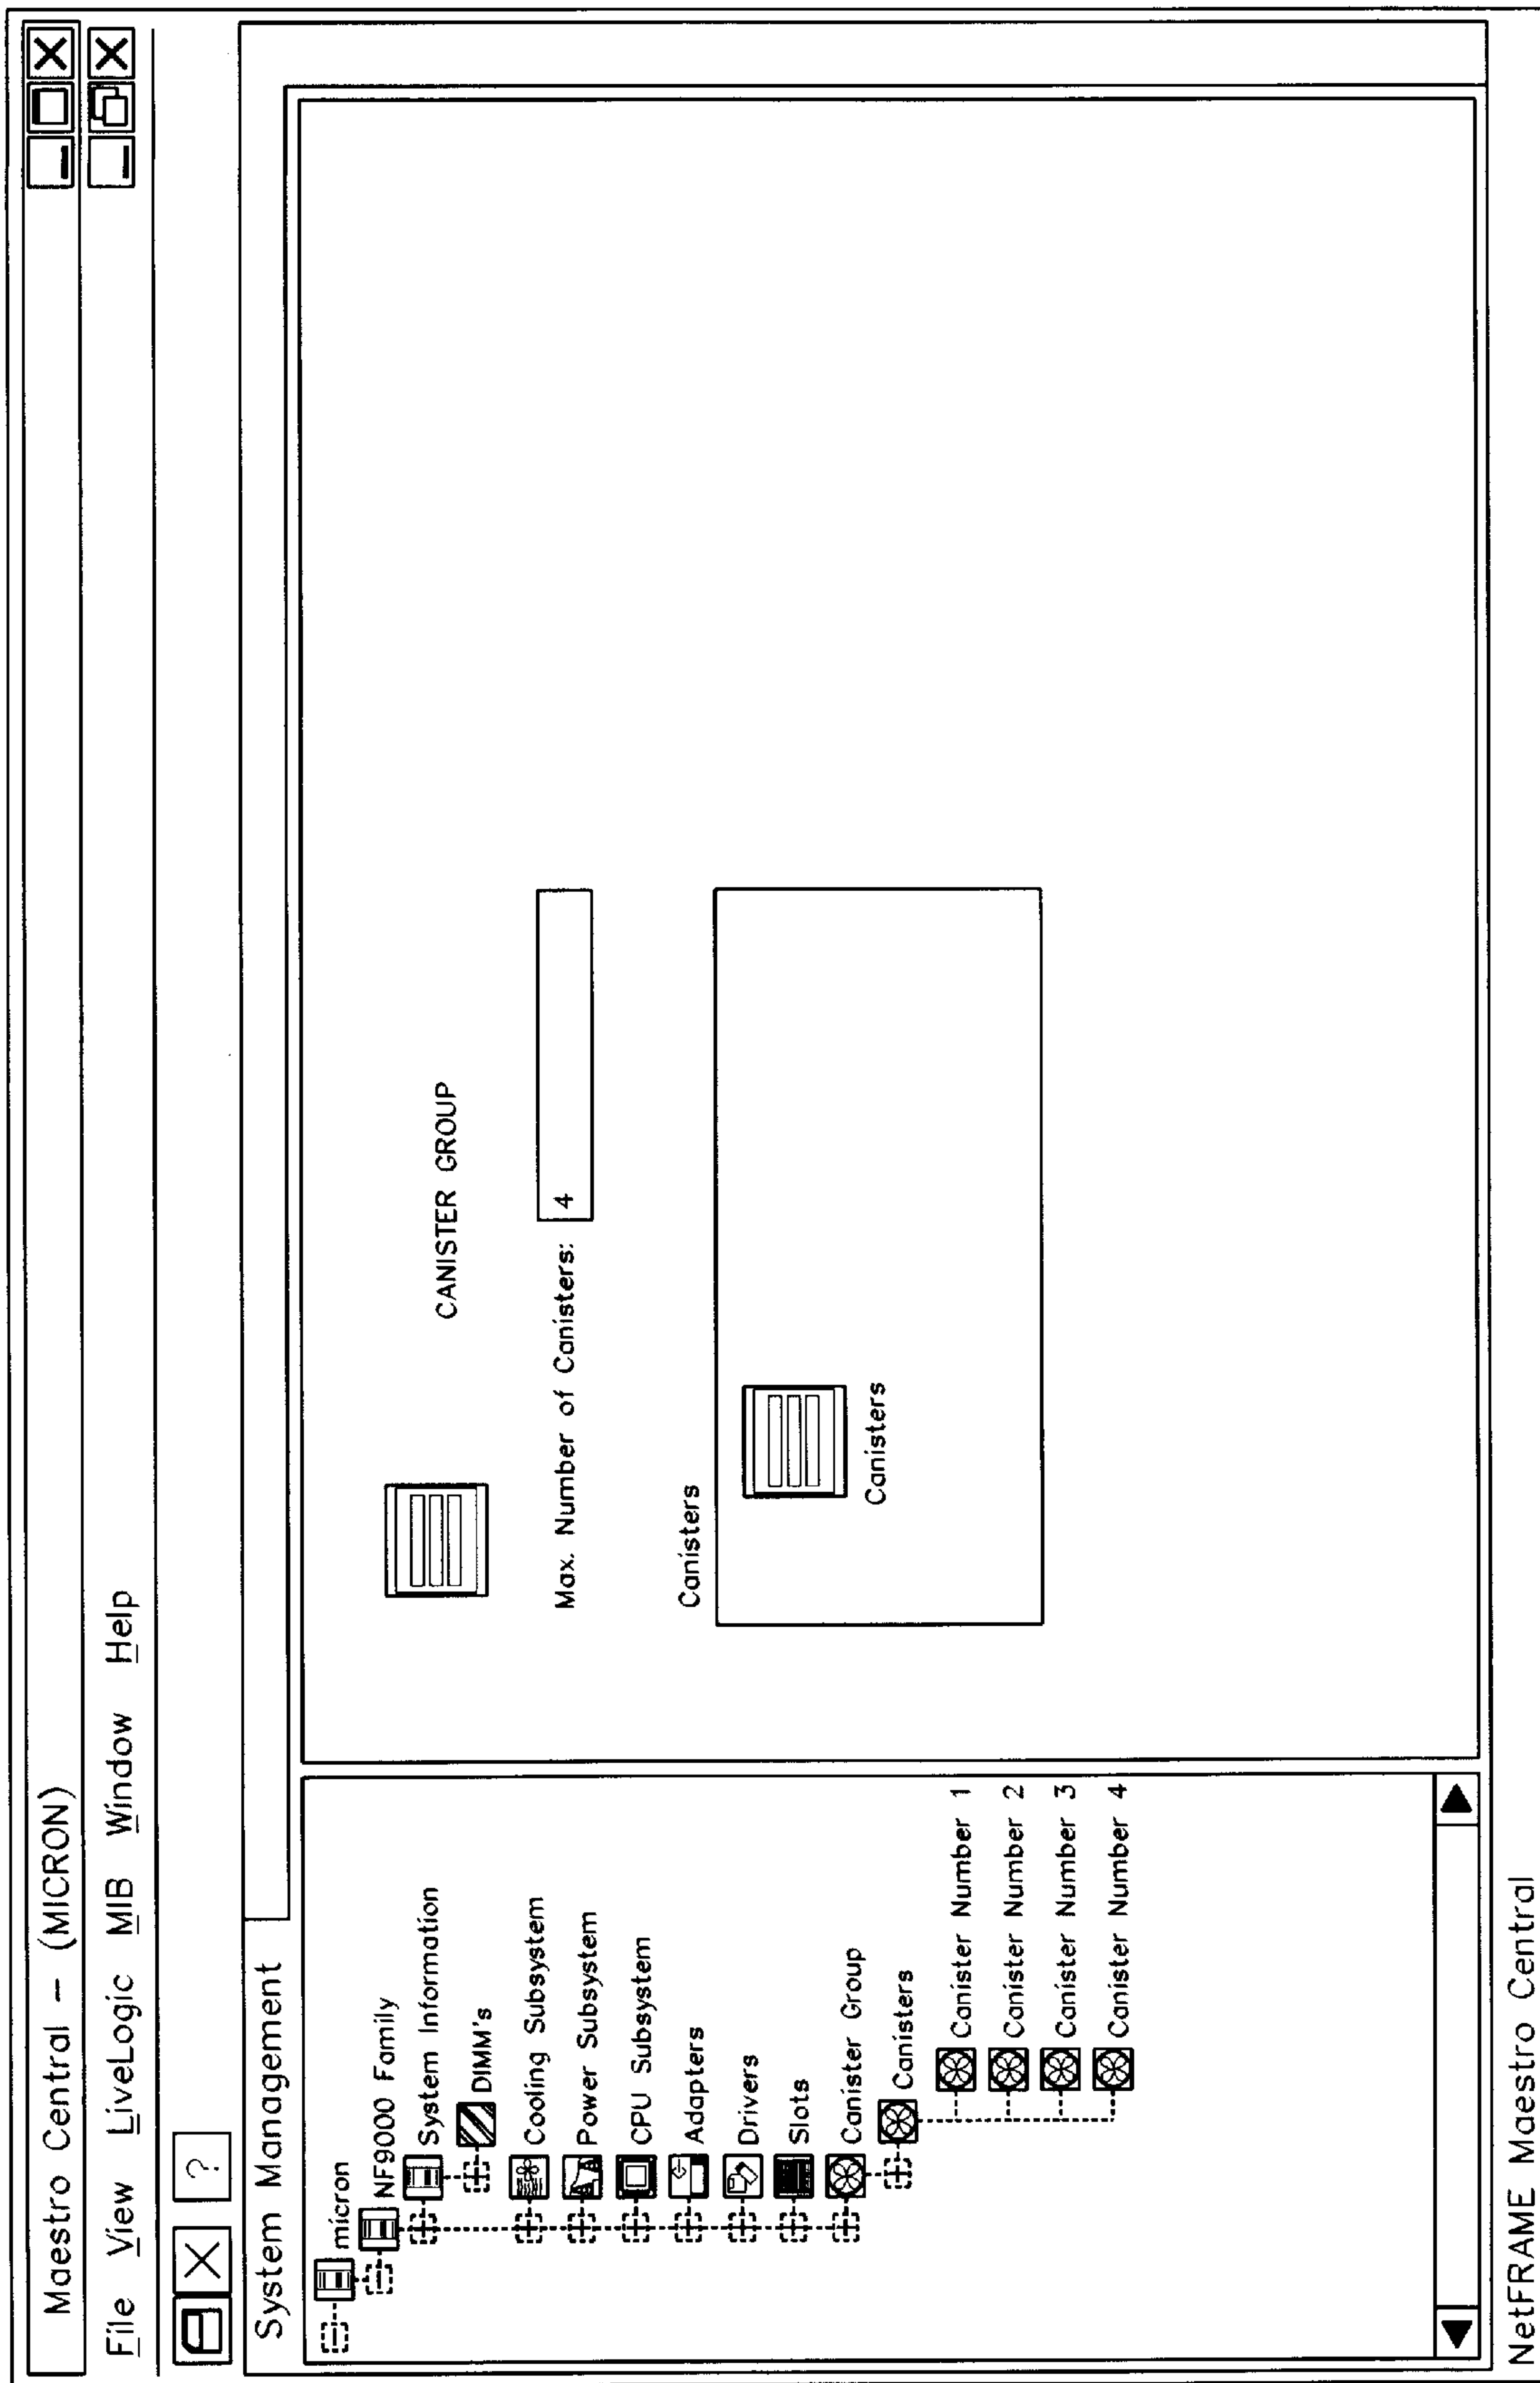 Maestro Central — (MICRON)
File View LiveLogic MIB Window Help
?
System Management
micron
NF9000 Family
System Information
DIMM's
Cooling Subsystem
Power Subsystem
CPU Subsystem
Adapters
Drivers
Slots
Canister Group
Canisters
Canister Number 1
Canister Number 2
Canister Number 3
Canister Number 4
CANISTER GROUP
Max. Number of Canisters: 4
Canisters
Canisters
NetFRAME Maestro Central